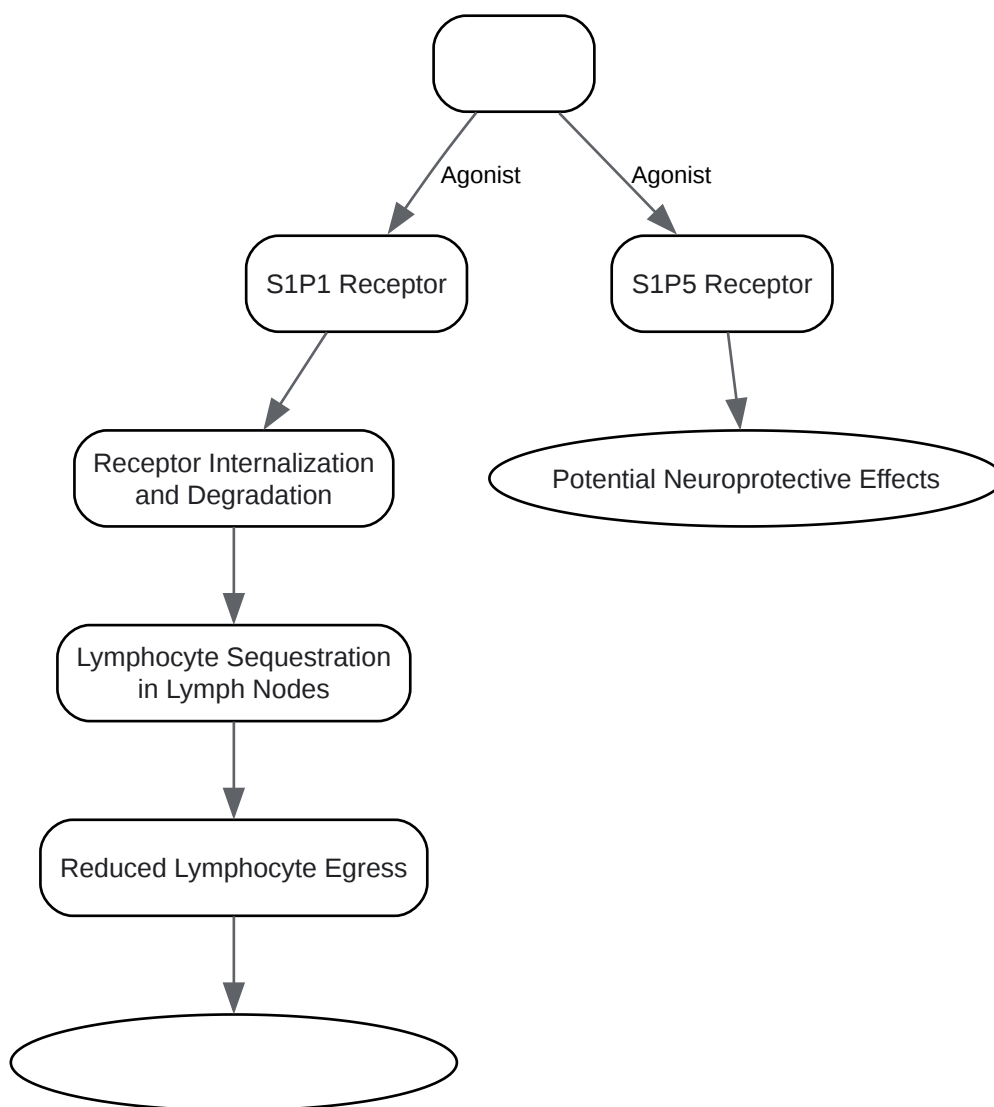 Agonist
Agonist
S1P1 Receptor
S1P5 Receptor
Receptor Internalization
and Degradation
Potential Neuroprotective Effects
Lymphocyte Sequestration
in Lymph Nodes
Reduced Lymphocyte Egress